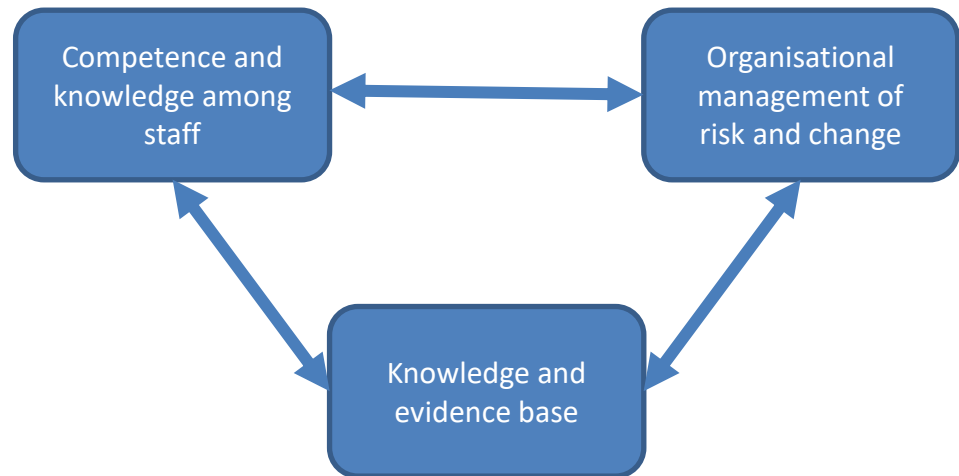 Competence and
knowledge among
staff
Organisational
management of
risk and change
Knowledge and
evidence base